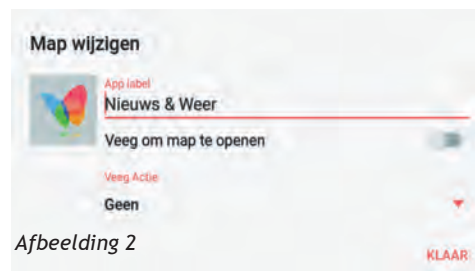 Map wijzigen
App label
Nieuws & Weer
Veeg om map te openen
Veeg Actie
Geen
Afbeelding 2
KLAAR